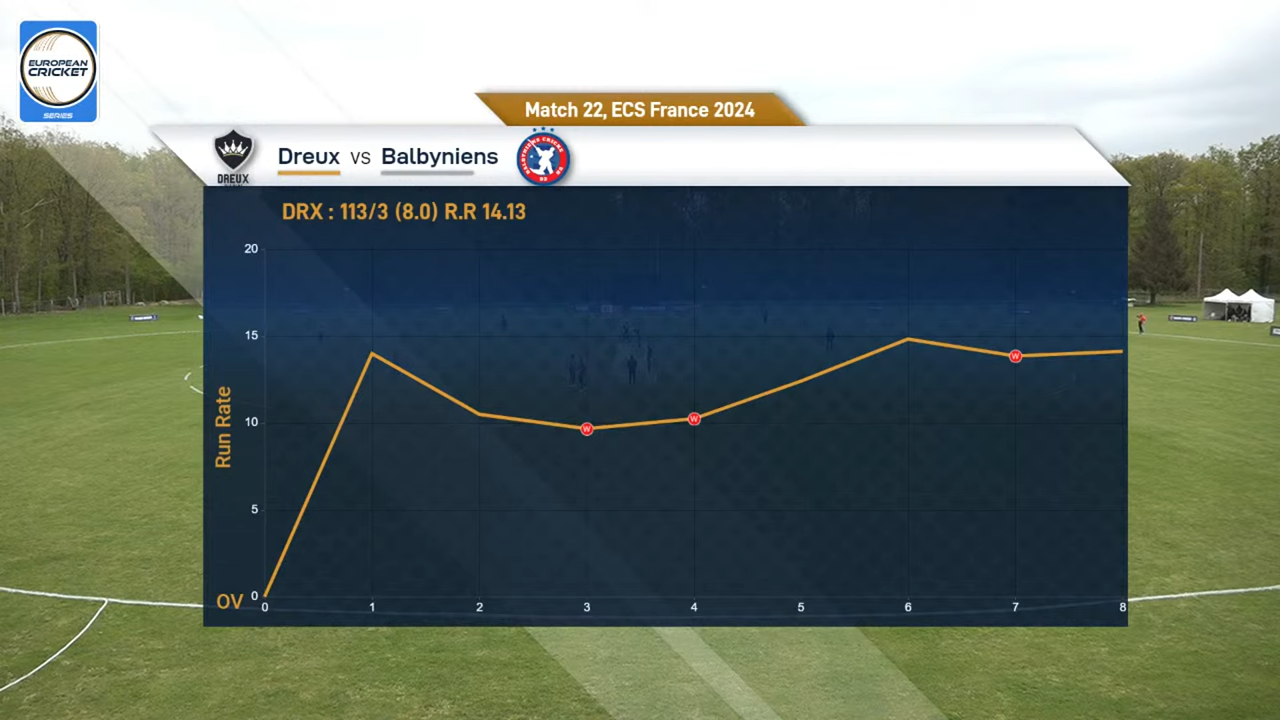 EUROPEAN
CRICKET
SERIES
Match 22, ECS France 2024
DREUX
Dreux vs Balbyniens
DRX : 113/3 (8.0) R.R 14.13
20
15
10
5
0
Run Rate
W
W
W
OV
0 1 2 3 4 5 6 7 8